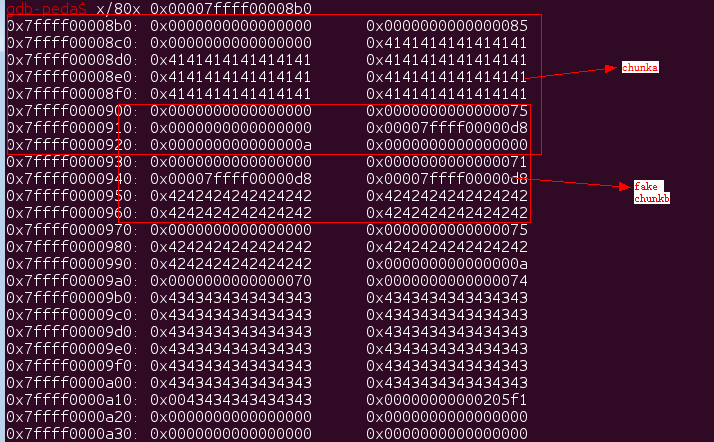 gdb-peda$ x/80x 0x00007ffff00008b0
0x7ffff00008b0: 0x0000000000000000 0x0000000000000085
0x7ffff00008c0: 0x0000000000000000 0x4141414141414141
0x7ffff00008d0: 0x4141414141414141 0x4141414141414141
0x7ffff00008e0: 0x4141414141414141 0x4141414141414141
0x7ffff00008f0: 0x4141414141414141 0x4141414141414141
0x7ffff0000900: 0x0000000000000000 0x0000000000000075
0x7ffff0000910: 0x0000000000000000 0x00007ffff00000d8
0x7ffff0000920: 0x000000000000000a 0x0000000000000000
0x7ffff0000930: 0x0000000000000000 0x0000000000000071
0x7ffff0000940: 0x00007ffff00000d8 0x00007ffff00000d8
0x7ffff0000950: 0x4242424242424242 0x4242424242424242
0x7ffff0000960: 0x4242424242424242 0x4242424242424242
0x7ffff0000970: 0x0000000000000000 0x0000000000000075
0x7ffff0000980: 0x4242424242424242 0x4242424242424242
0x7ffff0000990: 0x4242424242424242 0x000000000000000a
0x7ffff00009a0: 0x0000000000000070 0x0000000000000074
0x7ffff00009b0: 0x4343434343434343 0x4343434343434343
0x7ffff00009c0: 0x4343434343434343 0x4343434343434343
0x7ffff00009d0: 0x4343434343434343 0x4343434343434343
0x7ffff00009e0: 0x4343434343434343 0x4343434343434343
0x7ffff00009f0: 0x4343434343434343 0x4343434343434343
0x7ffff0000a00: 0x4343434343434343 0x4343434343434343
0x7ffff0000a10: 0x0043434343434343 0x00000000000205f1
0x7ffff0000a20: 0x0000000000000000 0x0000000000000000
0x7ffff0000a30: 0x0000000000000000 0x0000000000000000
chunka
fake
chunkb